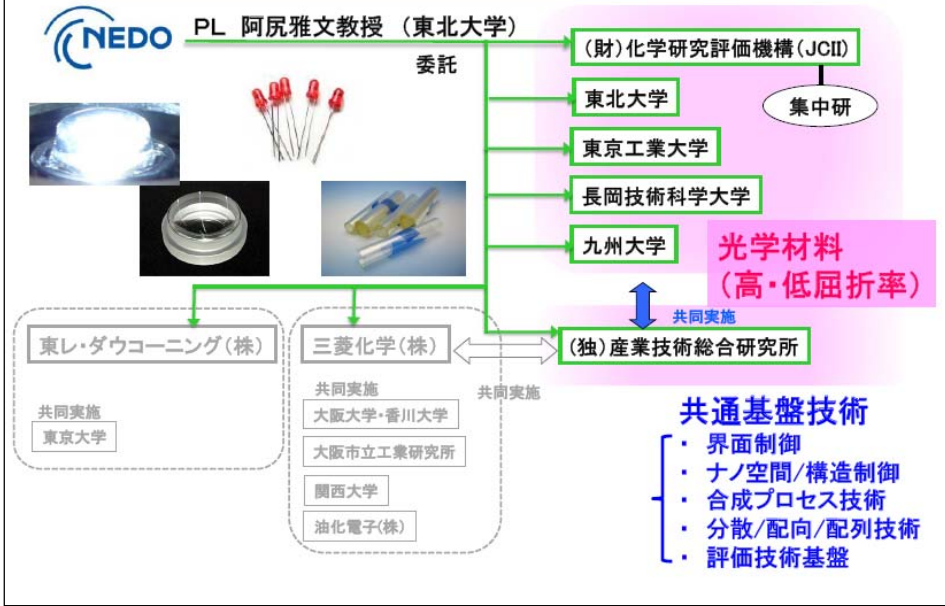 NEDO
PL 阿尻雅文教授 (東北大学)
委託
(財)化学研究評価機構(JCII)
集中研
東北大学
東京工業大学
長岡技術科学大学
九州大学
光学材料
(高・低屈折率)
共同実施
(独)産業技術総合研究所
東レ・ダウコーニング(株)
共同実施
東京大学
三菱化学(株)
共同実施
共同実施
大阪大学・香川大学
大阪市立工業研究所
関西大学
油化電子(株)
共通基盤技術
・ 界面制御
・ ナノ空間/構造制御
・ 合成プロセス技術
・ 分散/配向/配列技術
・ 評価技術基盤